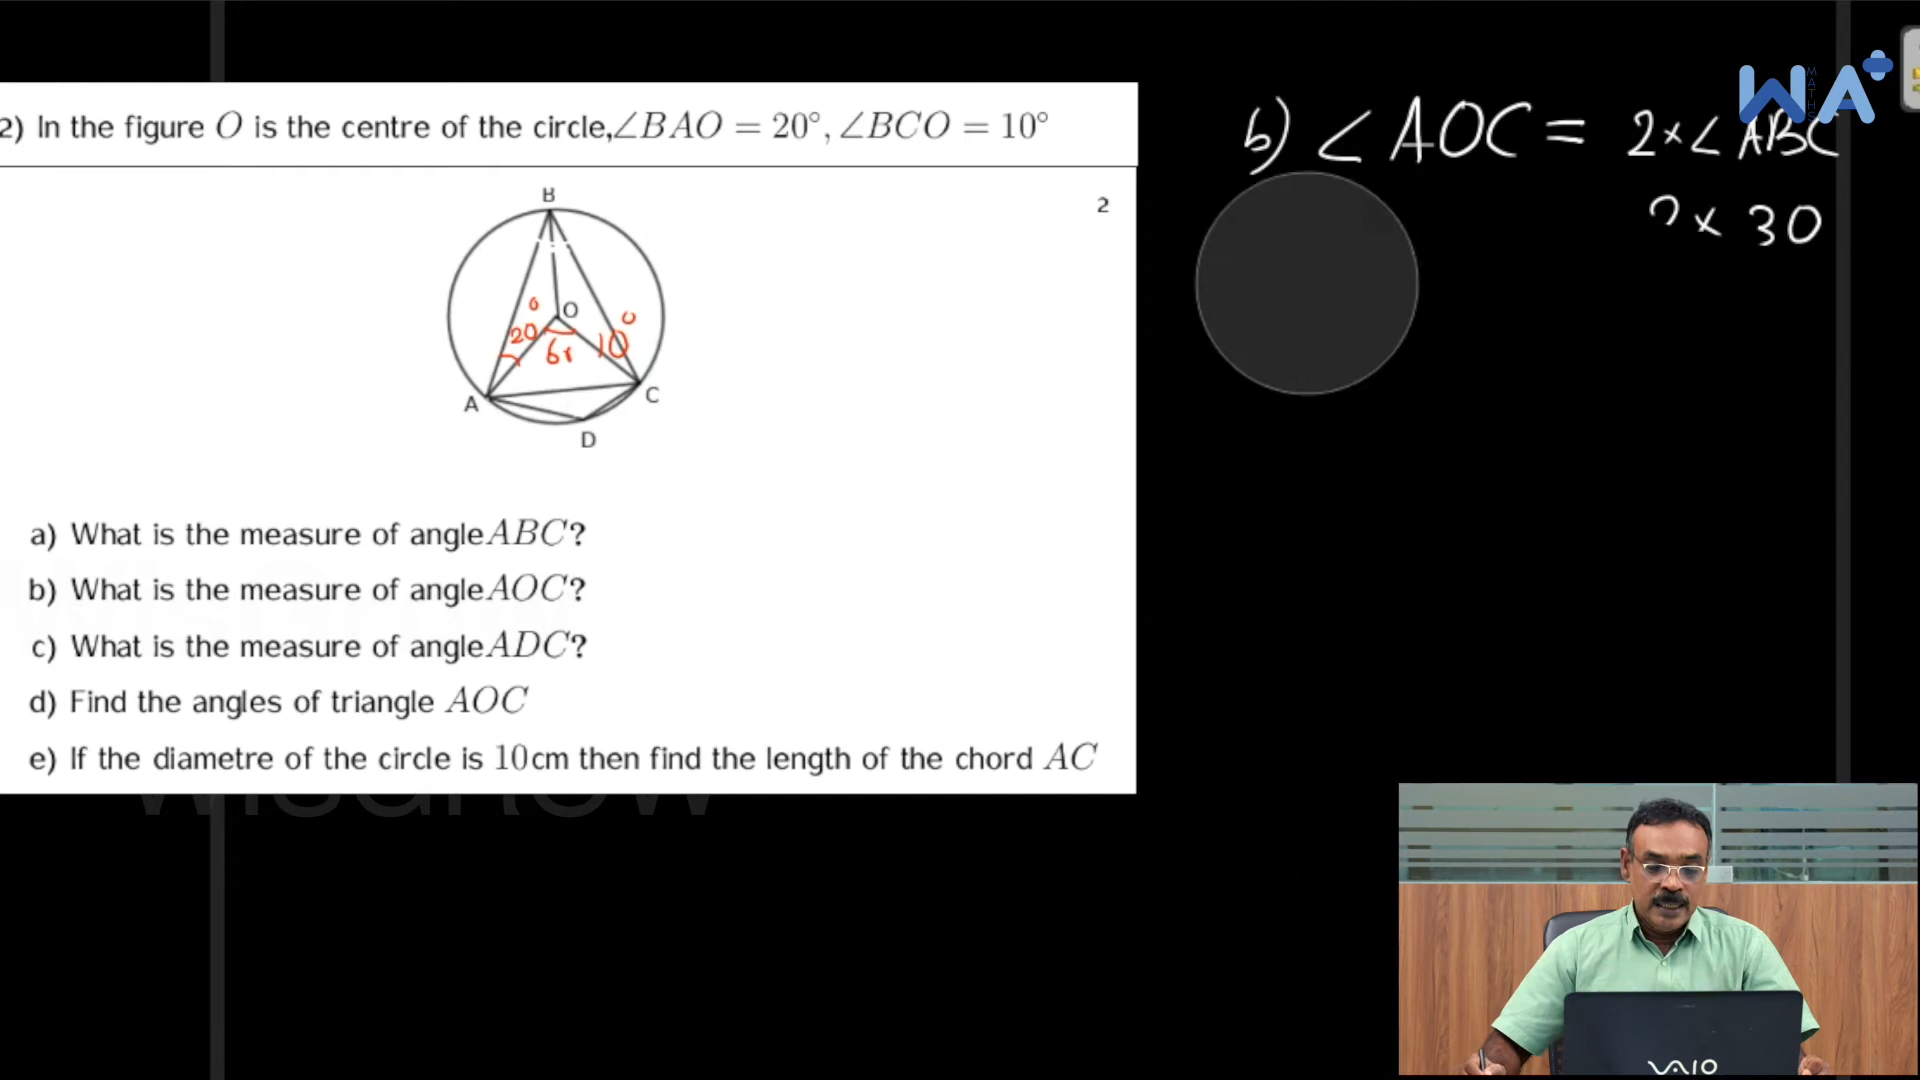 2) In the figure O is the centre of the circle,∠BAO = 20°, ∠BCO = 10°
2
B
O
20°
10°
A
C
D
a) What is the measure of angle ABC?
b) What is the measure of angle AOC?
c) What is the measure of angle ADC?
d) Find the angles of triangle AOC
e) If the diametre of the circle is 10cm then find the length of the chord AC
b) ∠AOC = 2×∠ABC
2× 30
WA+
MATHS
VAIO